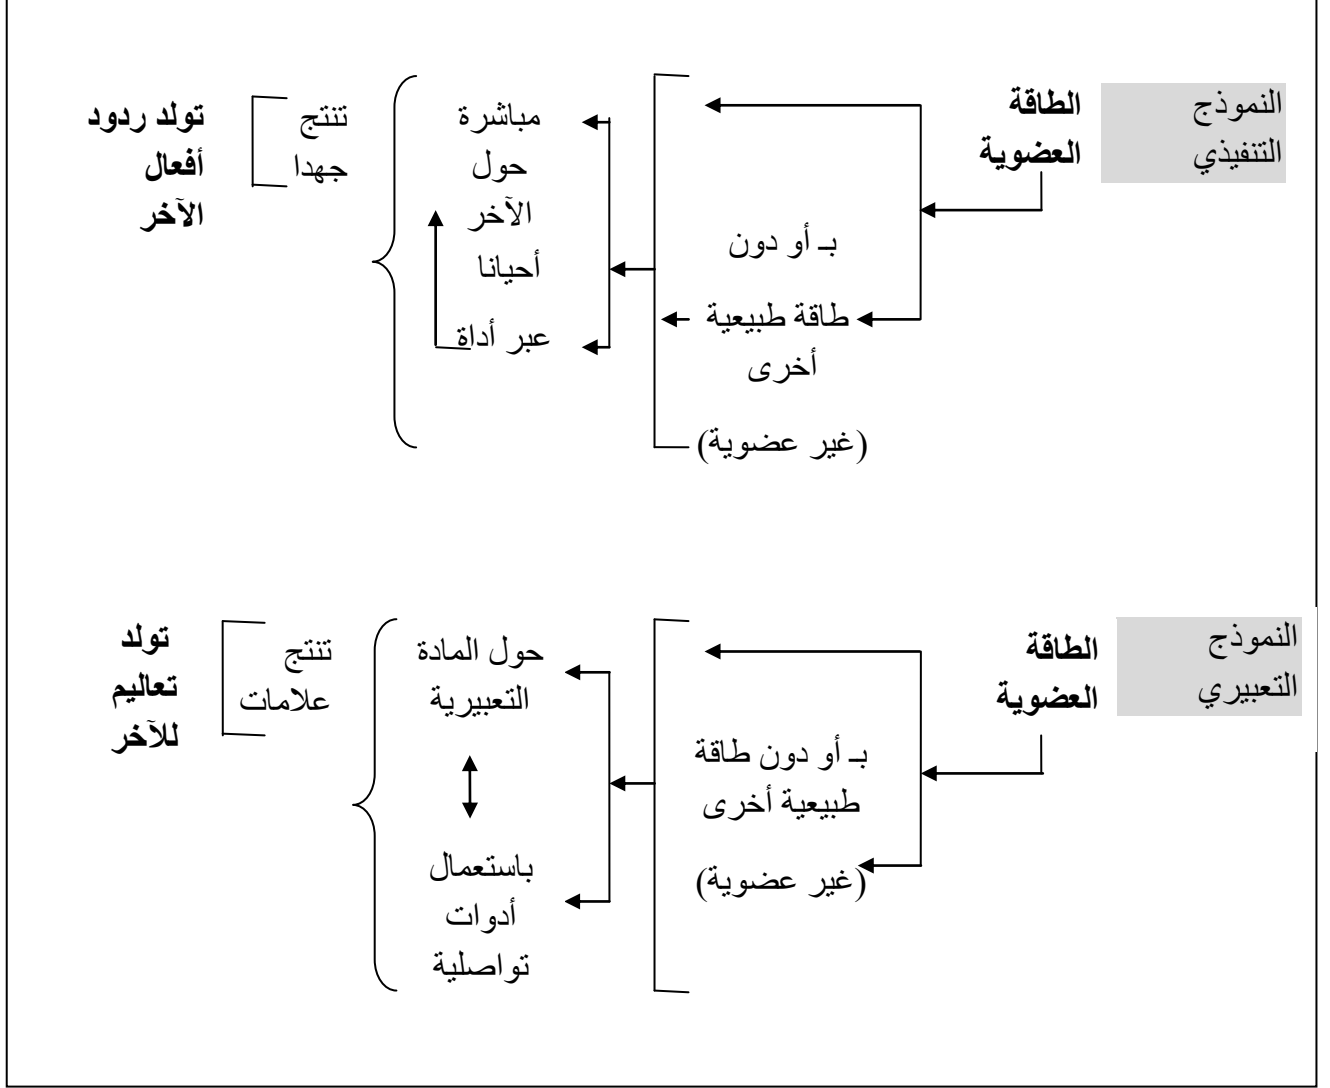 النموذج
التنفيذي
الطاقة
العضوية
بـ أو دون
طاقة طبيعية
أخرى
(غير عضوية)
مباشرة
حول
الآخر
أحيانا
عبر أداة
تنتج
جهدا
تولد ردود
أفعال
الآخر
النموذج
التعبيري
الطاقة
العضوية
بـ أو دون طاقة
طبيعية أخرى
(غير عضوية)
حول المادة
التعبيرية
باستعمال
أدوات
تواصلية
تنتج
علامات
تولد
تعاليم
للآخر